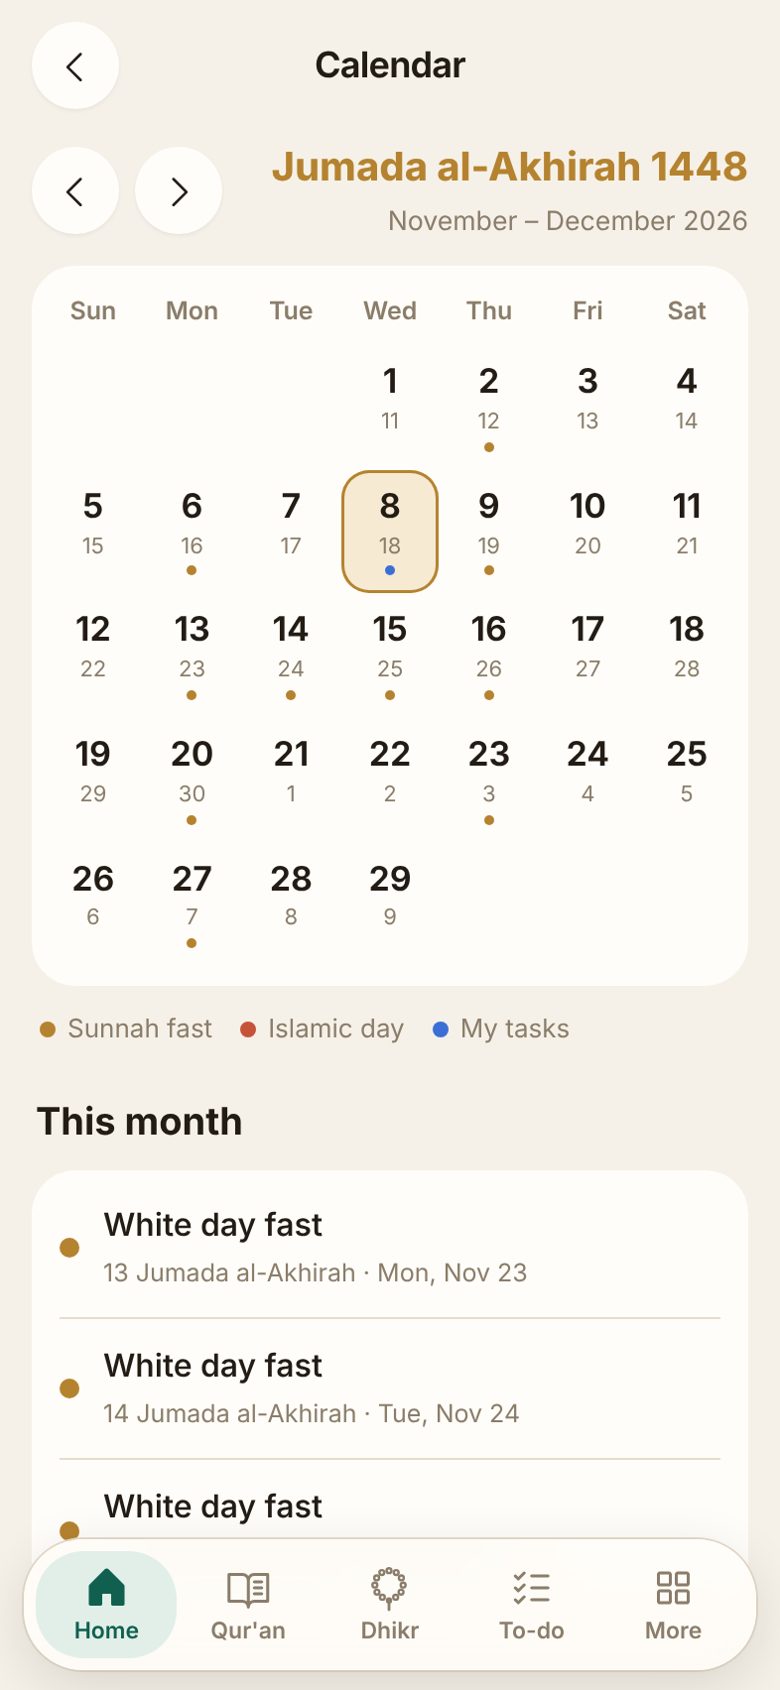 Calendar
Jumada al-Akhirah 1448
November – December 2026
Sun Mon Tue Wed Thu Fri Sat
1 2 3 4
11 12 13 14
5 6 7 8 9 10 11
15 16 17 18 19 20 21
12 13 14 15 16 17 18
22 23 24 25 26 27 28
19 20 21 22 23 24 25
29 30 1 2 3 4 5
26 27 28 29
6 7 8 9
Sunnah fast Islamic day My tasks
This month
White day fast
13 Jumada al-Akhirah · Mon, Nov 23
White day fast
14 Jumada al-Akhirah · Tue, Nov 24
White day fast
Home Qur'an Dhikr To-do More